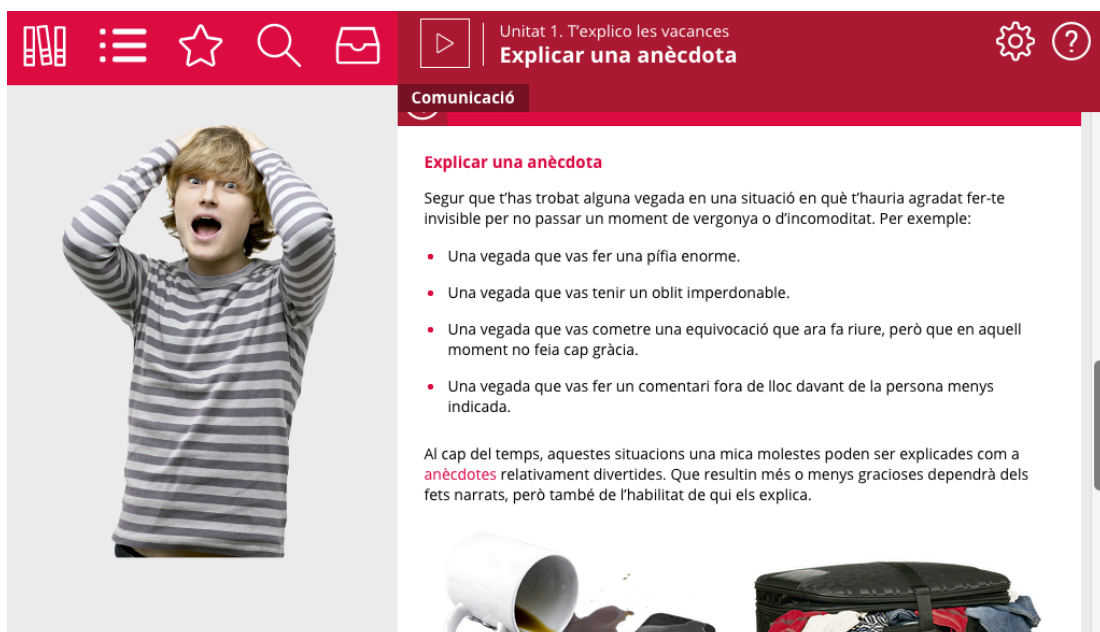 Unitat 1. T'explico les vacances
Explicar una anècdota
Comunicació
Explicar una anècdota
Segur que t'has trobat alguna vegada en una situació en què t'hauria agradat fer-te
invisible per no passar un moment de vergonya o d'incomoditat. Per exemple:
• Una vegada que vas fer una pífia enorme.
• Una vegada que vas tenir un oblit imperdonable.
• Una vegada que vas cometre una equivocació que ara fa riure, però que en aquell
moment no feia cap gràcia.
• Una vegada que vas fer un comentari fora de lloc davant de la persona menys
indicada.
Al cap del temps, aquestes situacions una mica molestes poden ser explicades com a
anècdotes relativament divertides. Que resultin més o menys gracioses dependrà dels
fets narrats, però també de l'habilitat de qui els explica.